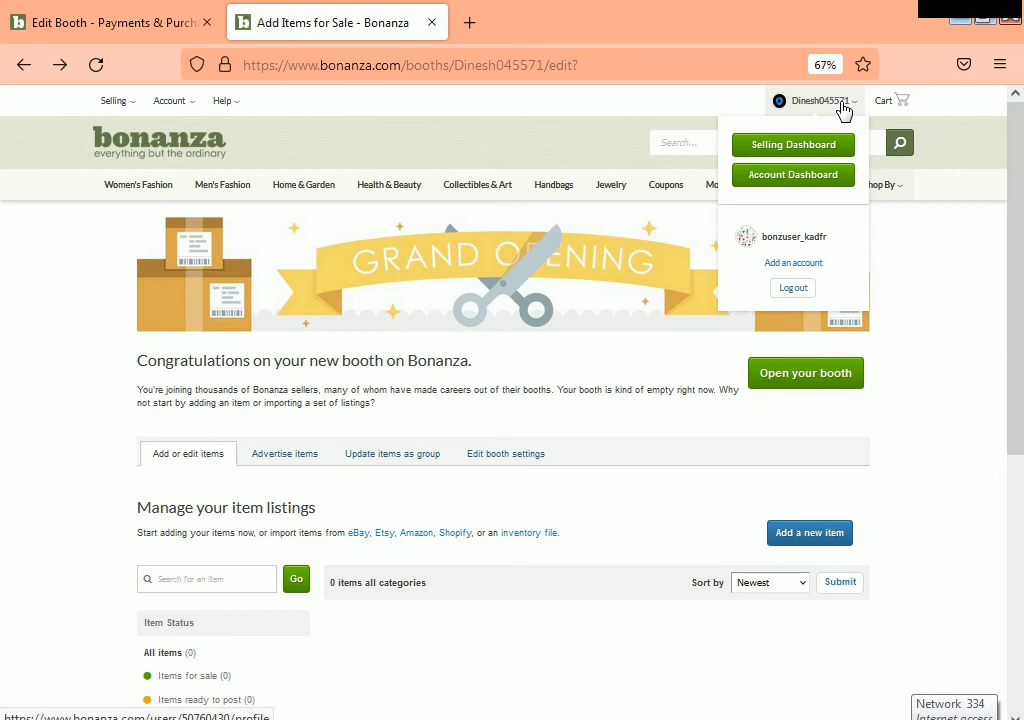 Edit Booth - Payments & Purch
Add Items for Sale - Bonanza
https://www.bonanza.com/booths/Dinesh045571/edit?
67%
Selling
Account
Help
Dinesh045571
Cart
bonanza
everything but the ordinary
Search...
Selling Dashboard
Account Dashboard
Women's Fashion
Men's Fashion
Home & Garden
Health & Beauty
Collectibles & Art
Handbags
Jewelry
Coupons
Mo
hop By
bonzuser_kadfr
Add an account
Log out
GRAND OPENING
Congratulations on your new booth on Bonanza.
Open your booth
You're joining thousands of Bonanza sellers, many of whom have made careers out of their booths. Your booth is kind of empty right now. Why
not start by adding an item or importing a set of listings?
Add or edit items
Advertise items
Update items as group
Edit booth settings
Manage your item listings
Start adding your items now, or import items from eBay, Etsy, Amazon, Shopify, or an inventory file.
Add a new item
Search for an item
Go
0 items all categories
Sort by
Newest
Submit
Item Status
All items (0)
Items for sale (0)
Items ready to post (0)
https://www.bonanza.com/users/50760430/profile
Network 334
Internet access